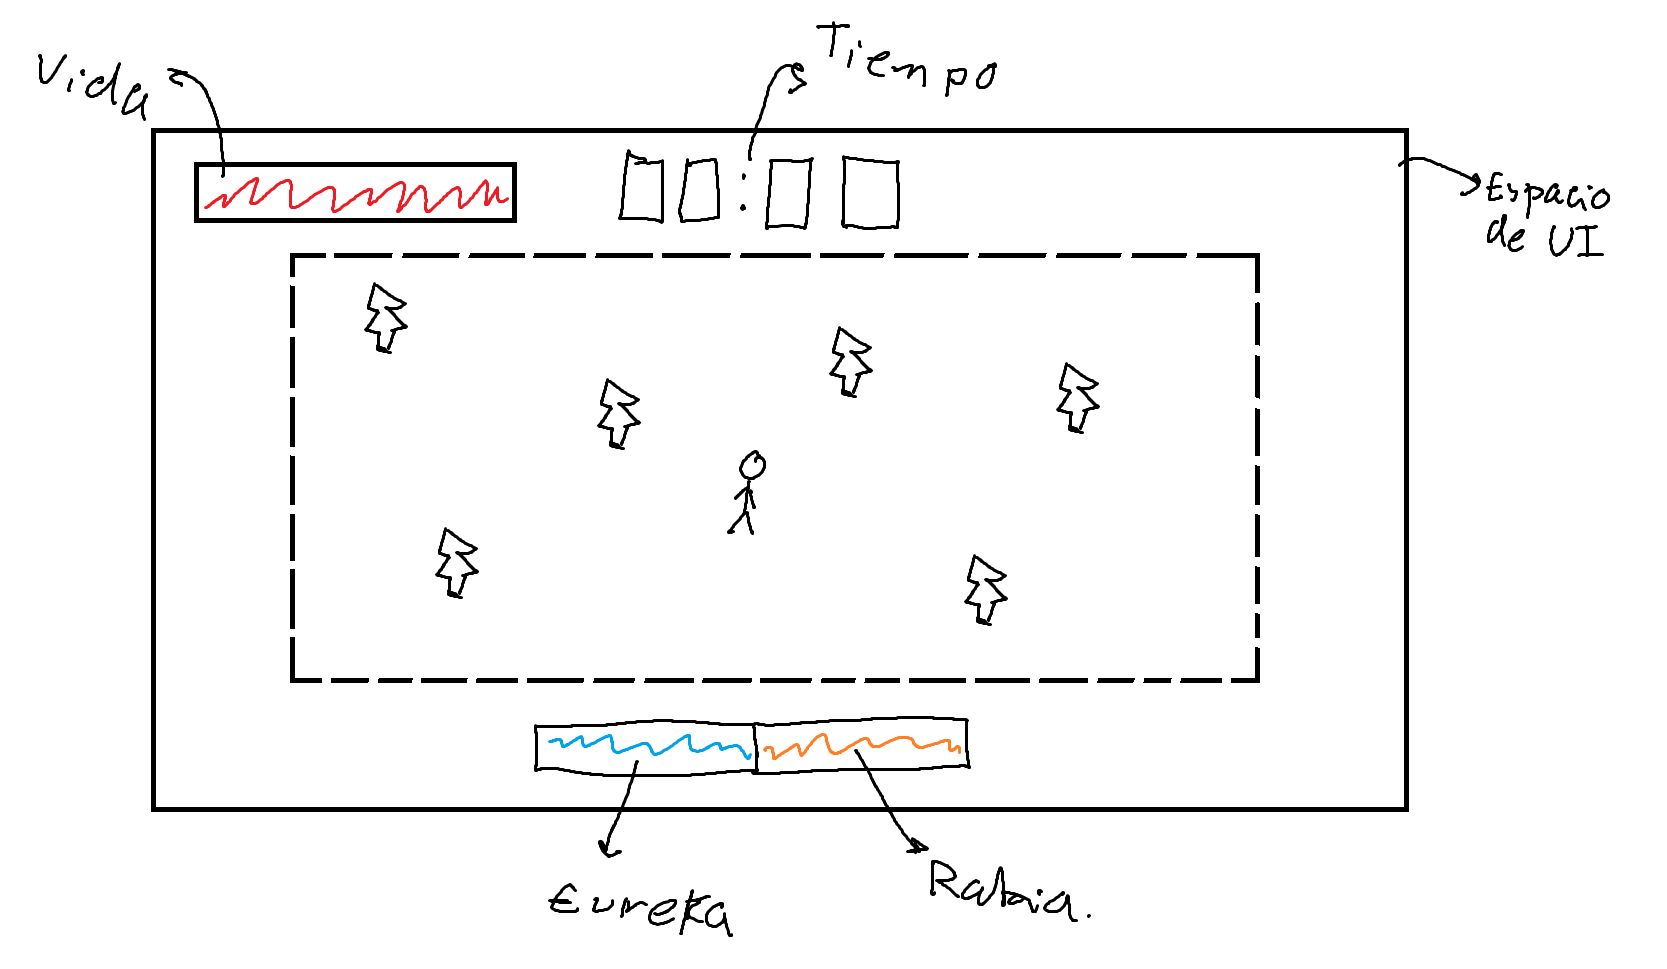 Vida
Tiempo
Espacio
de UI
Eureka
Rabia.